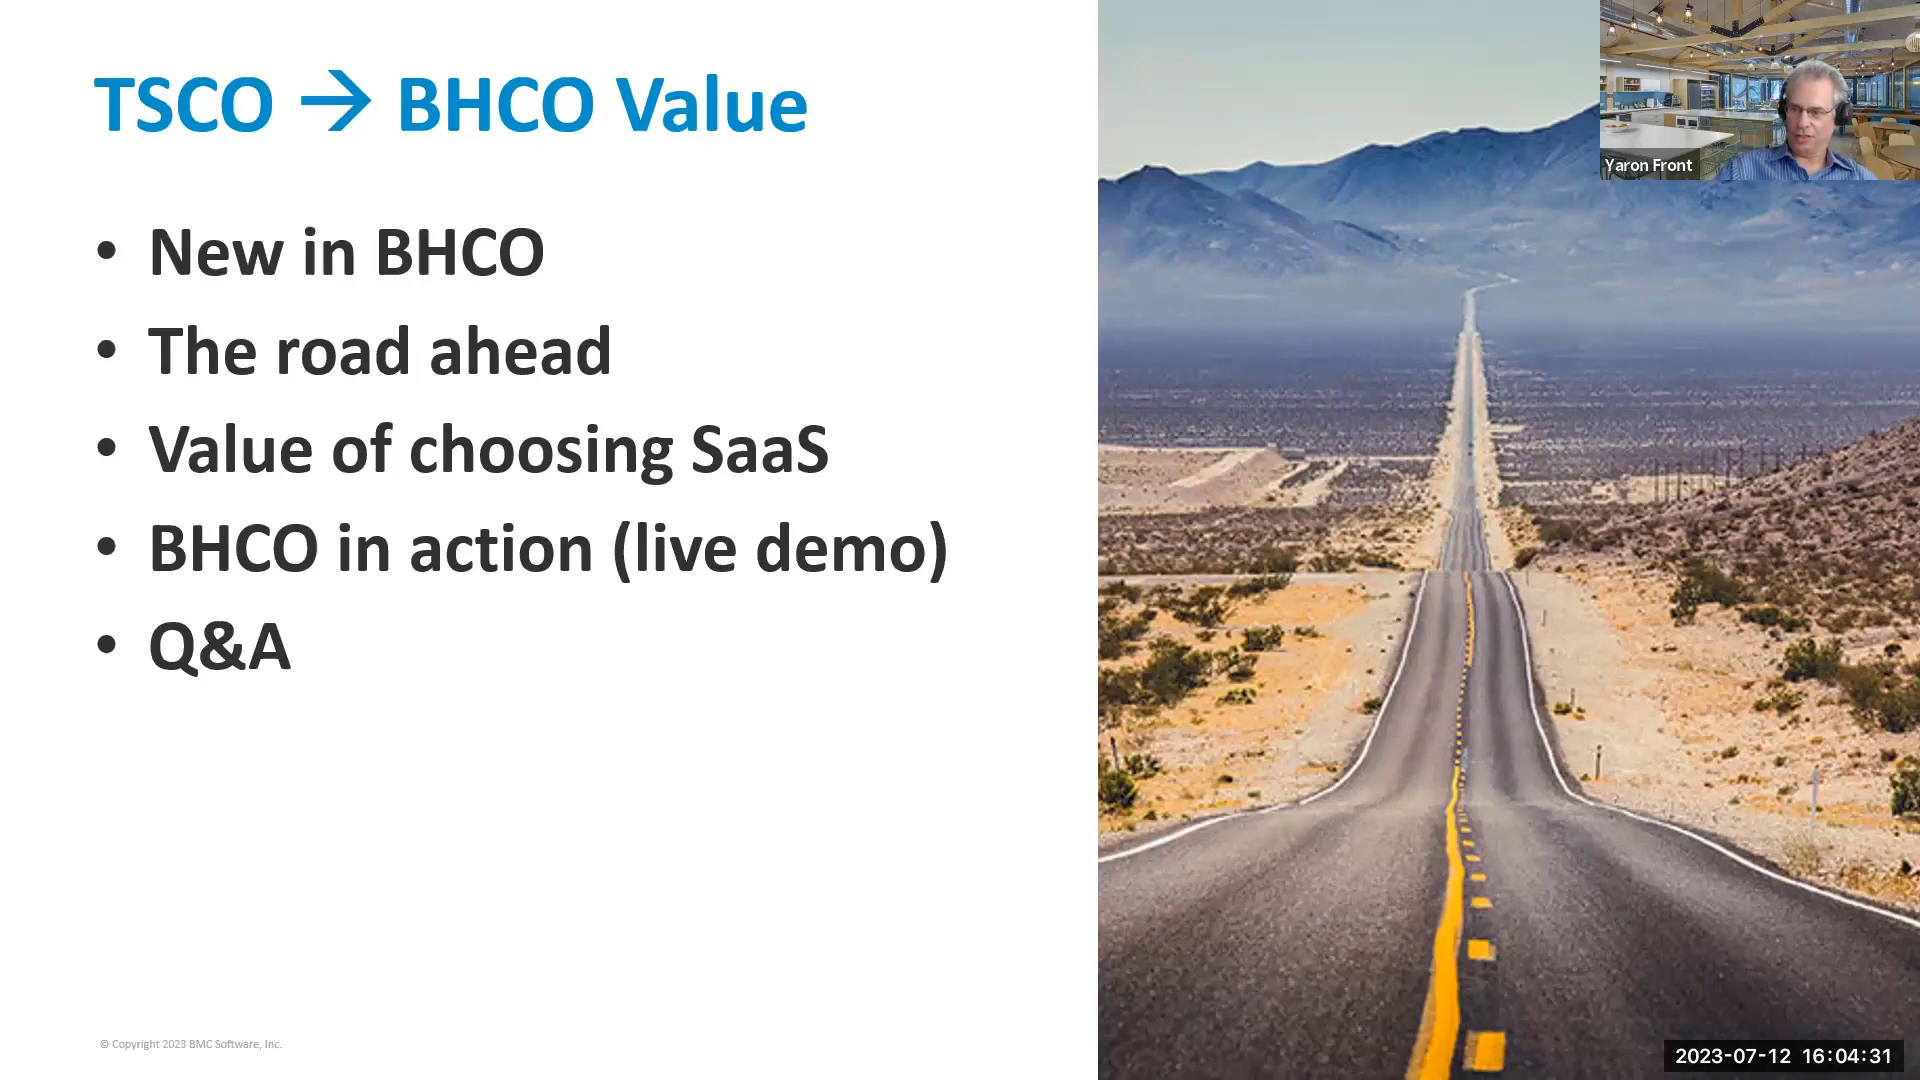 TSCO → BHCO Value
• New in BHCO
• The road ahead
• Value of choosing SaaS
• BHCO in action (live demo)
• Q&A
Yaron Front
© Copyright 2023 BMC Software, Inc.
2023-07-12 16:04:31